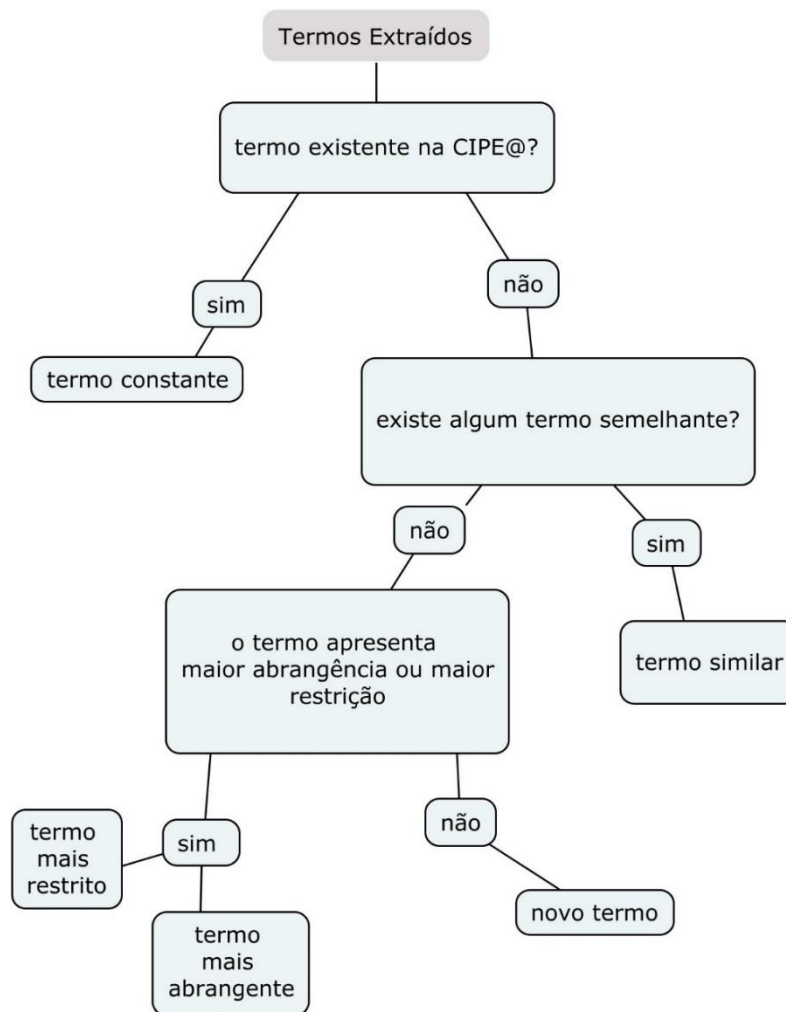 Termos Extraídos
termo existente na CIPE@?
sim
não
termo constante
existe algum termo semelhante?
não
sim
o termo apresenta
maior abrangência ou maior
restrição
termo similar
sim
não
termo
mais
restrito
novo termo
termo
mais
abrangente